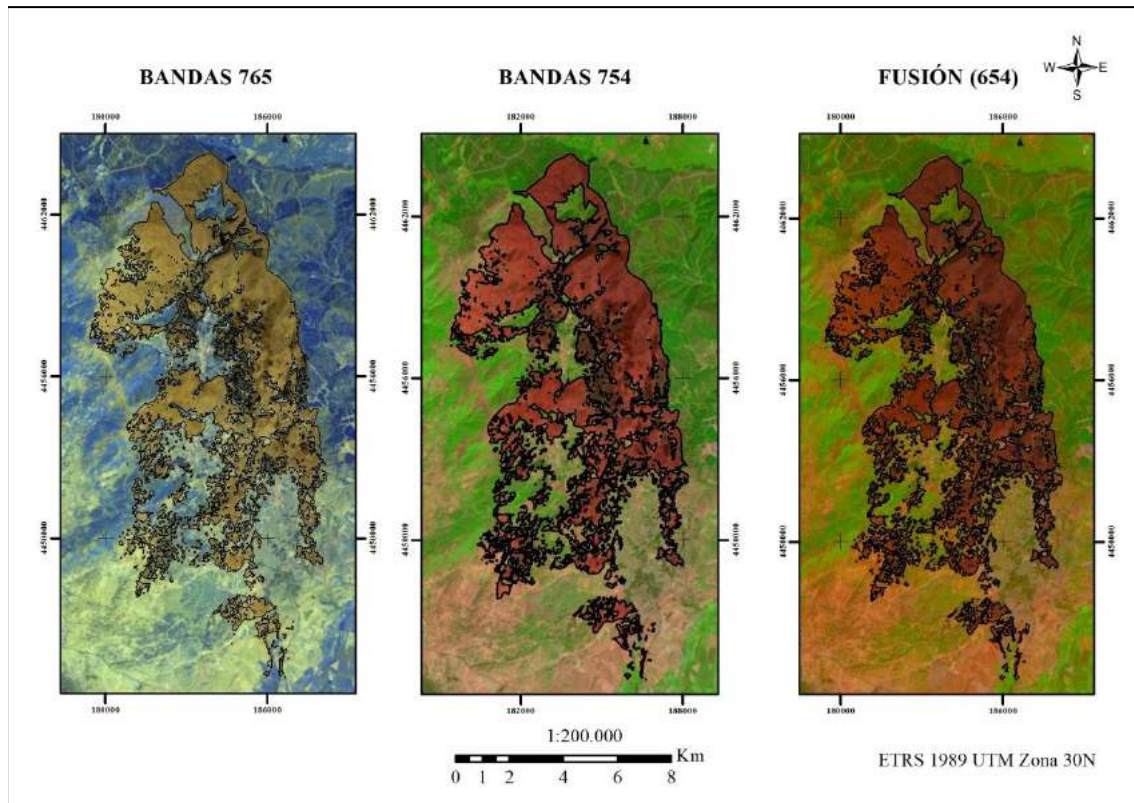 N
W E
S
BANDAS 765
BANDAS 754
FUSIÓN (654)
180000 186000
182000 188000
180000 186000
4462000 4462000 4462000 4462000
4456000 4456000 4456000 4456000
4450000 4450000 4450000 4450000
180000 186000
182000 188000
180000 186000
1:200.000
Km
0 1 2 4 6 8
ETRS 1989 UTM Zona 30N